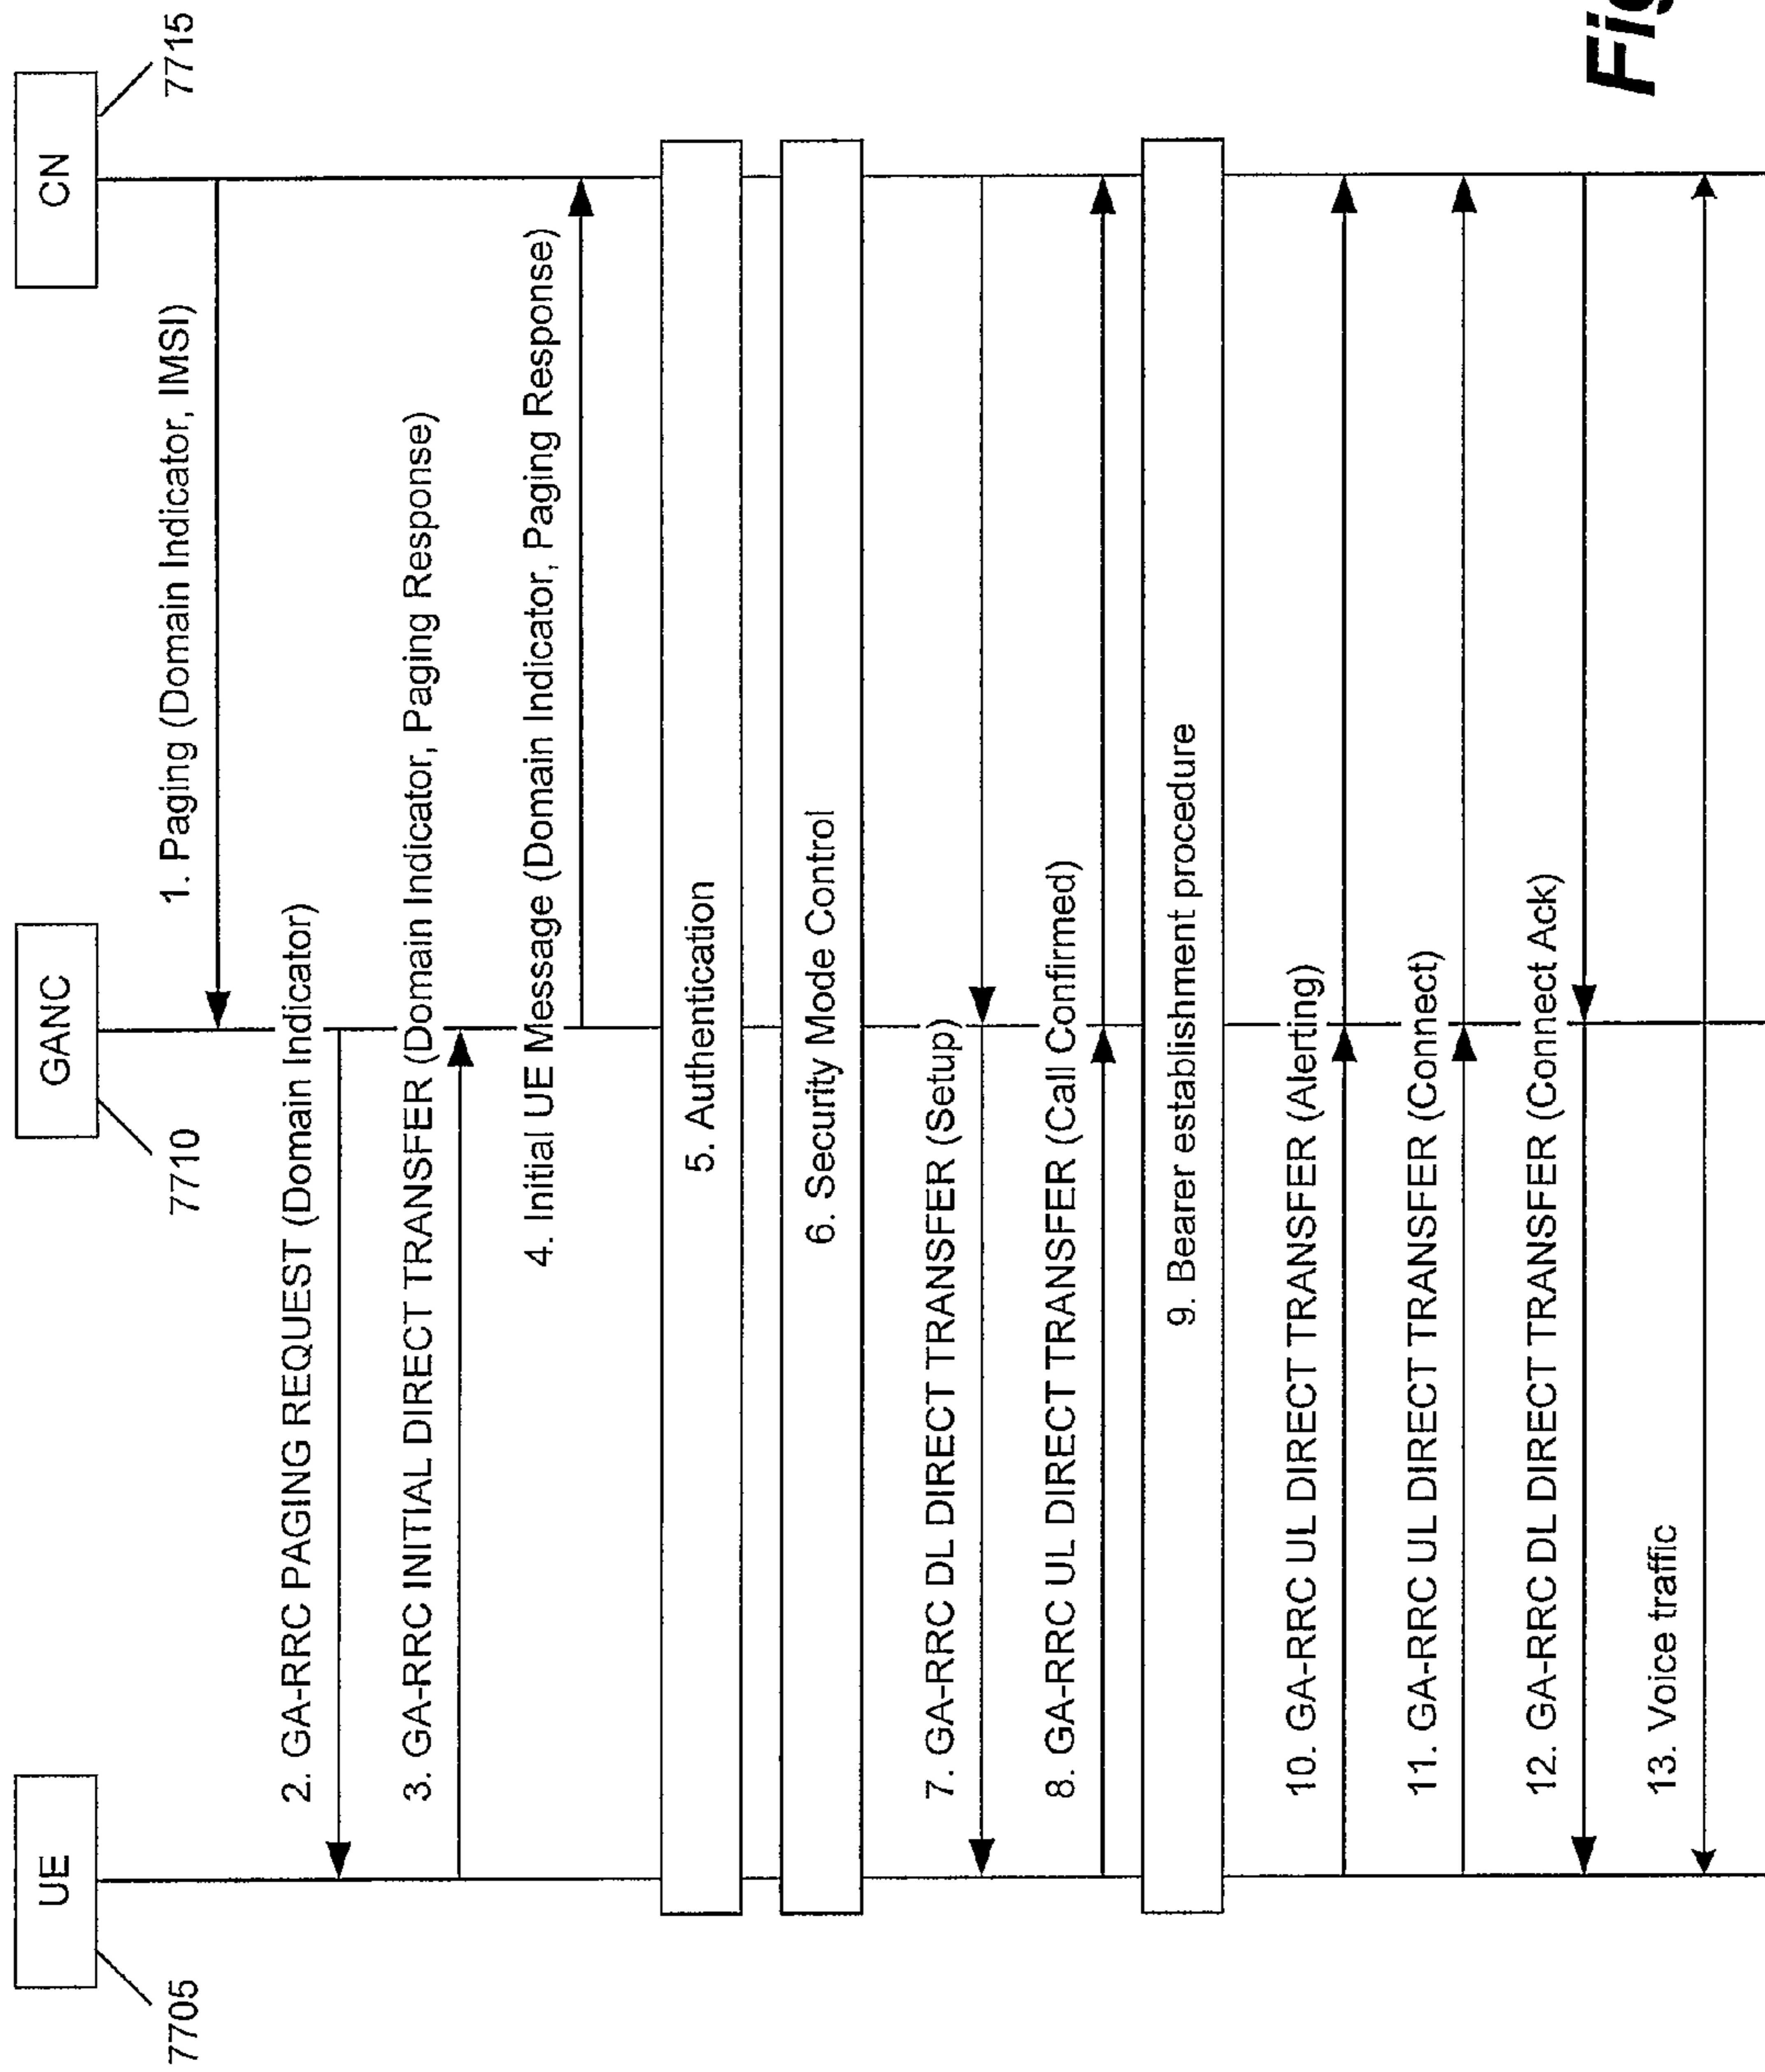 UE
GANC
CN
7705
7710
7715
1. Paging (Domain Indicator, IMSI)
2. GA-RRC PAGING REQUEST (Domain Indicator)
3. GA-RRC INITIAL DIRECT TRANSFER (Domain Indicator, Paging Response)
4. Initial UE Message (Domain Indicator, Paging Response)
5. Authentication
6. Security Mode Control
7. GA-RRC DL DIRECT TRANSFER (Setup)
8. GA-RRC UL DIRECT TRANSFER (Call Confirmed)
9. Bearer establishment procedure
10. GA-RRC UL DIRECT TRANSFER (Alerting)
11. GA-RRC UL DIRECT TRANSFER (Connect)
12. GA-RRC DL DIRECT TRANSFER (Connect Ack)
13. Voice traffic